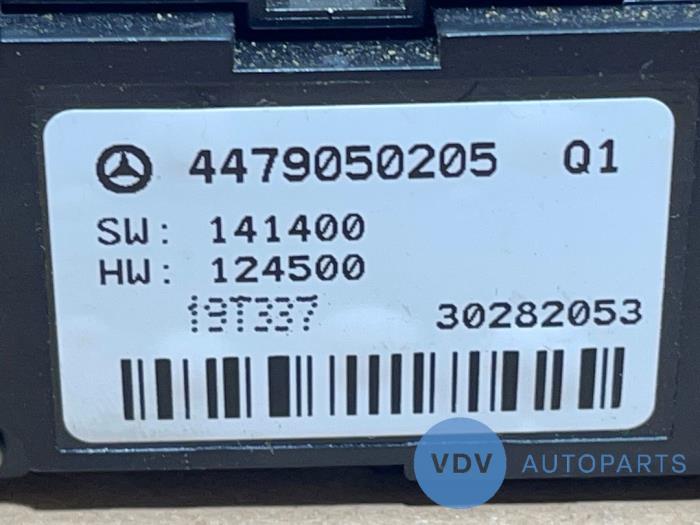 4479050205 Q1
SW: 141400
HW: 124500
19T337 30282053
VDV AUTOPARTS